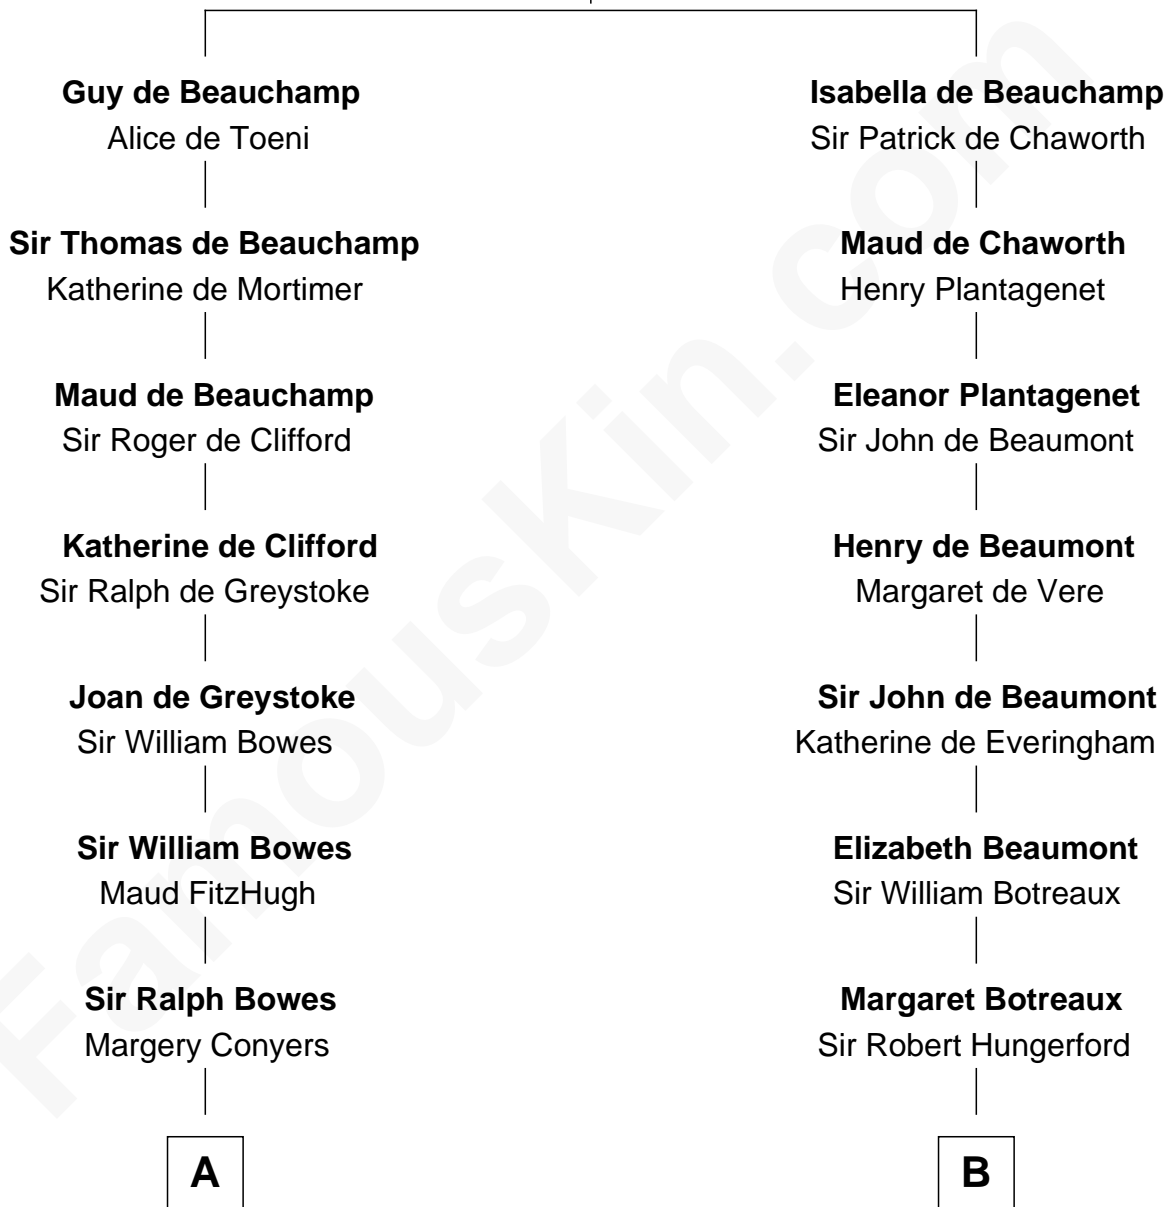 Guy de Beauchamp
Alice de Toeni
Sir Thomas de Beauchamp
Katherine de Mortimer
Maud de Beauchamp
Sir Roger de Clifford
Katherine de Clifford
Sir Ralph de Greystoke
Joan de Greystoke
Sir William Bowes
Sir William Bowes
Maud FitzHugh
Sir Ralph Bowes
Margery Conyers
A
Isabella de Beauchamp
Sir Patrick de Chaworth
Maud de Chaworth
Henry Plantagenet
Eleanor Plantagenet
Sir John de Beaumont
Henry de Beaumont
Margaret de Vere
Sir John de Beaumont
Katherine de Everingham
Elizabeth Beaumont
Sir William Botreaux
Margaret Botreaux
Sir Robert Hungerford
B
FamousKin.com